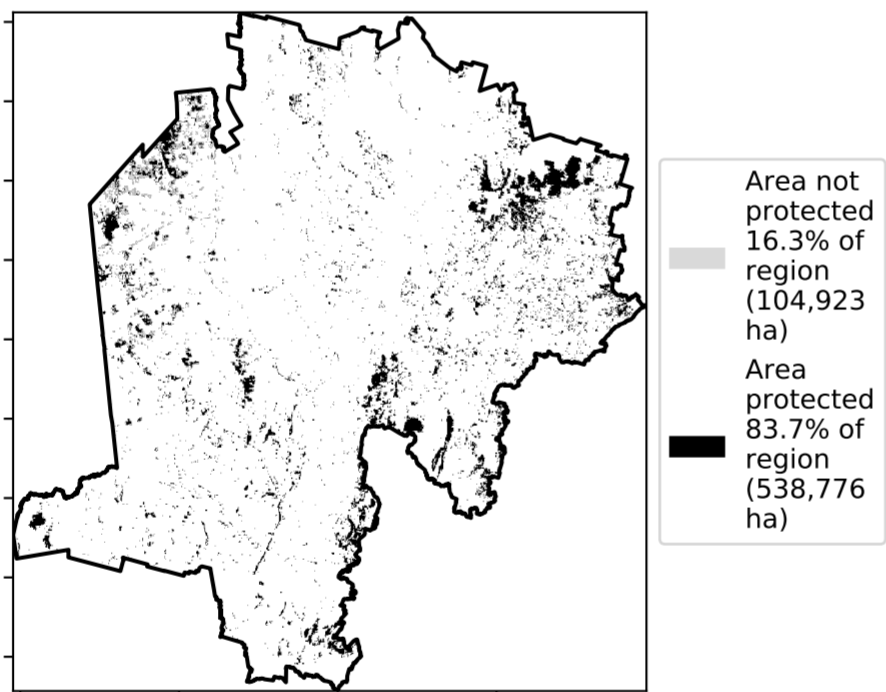 Area not
protected
16.3% of
region
(104,923
ha)
Area
protected
83.7% of
region
(538,776
ha)